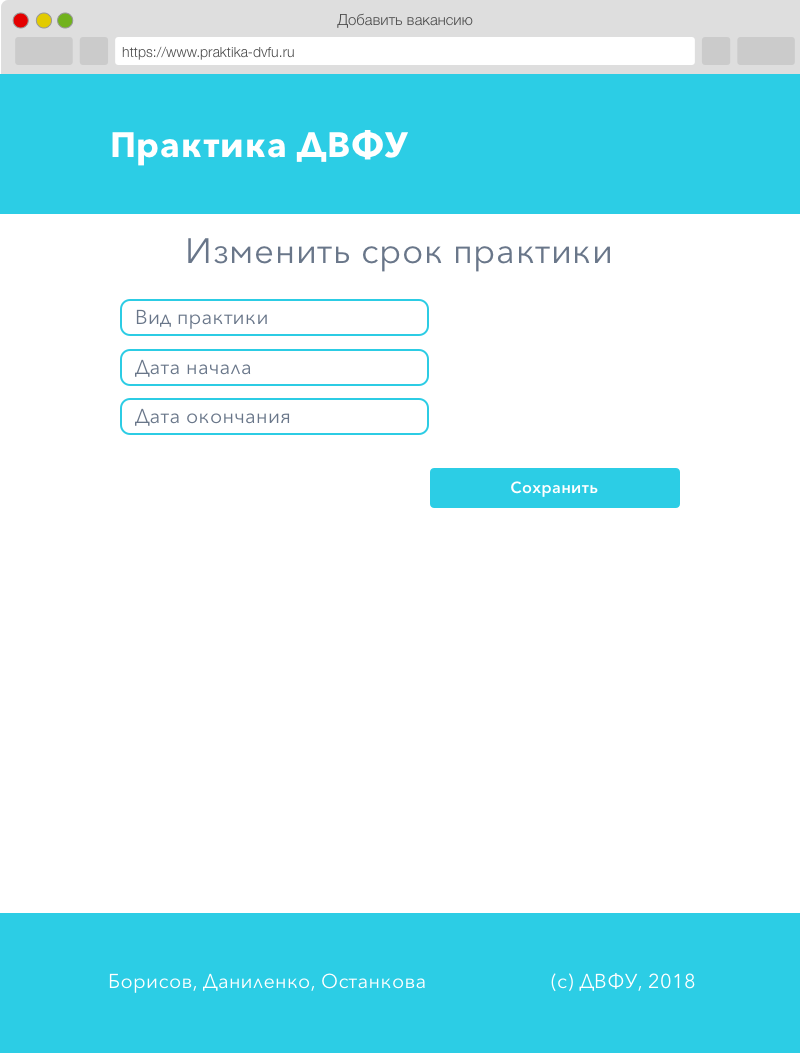 Добавить вакансию
https://www.praktika-dvfu.ru
Практика ДВФУ
Изменить срок практики
Вид практики
Дата начала
Дата окончания
Сохранить
Борисов, Даниленко, Останкова
(с) ДВФУ, 2018